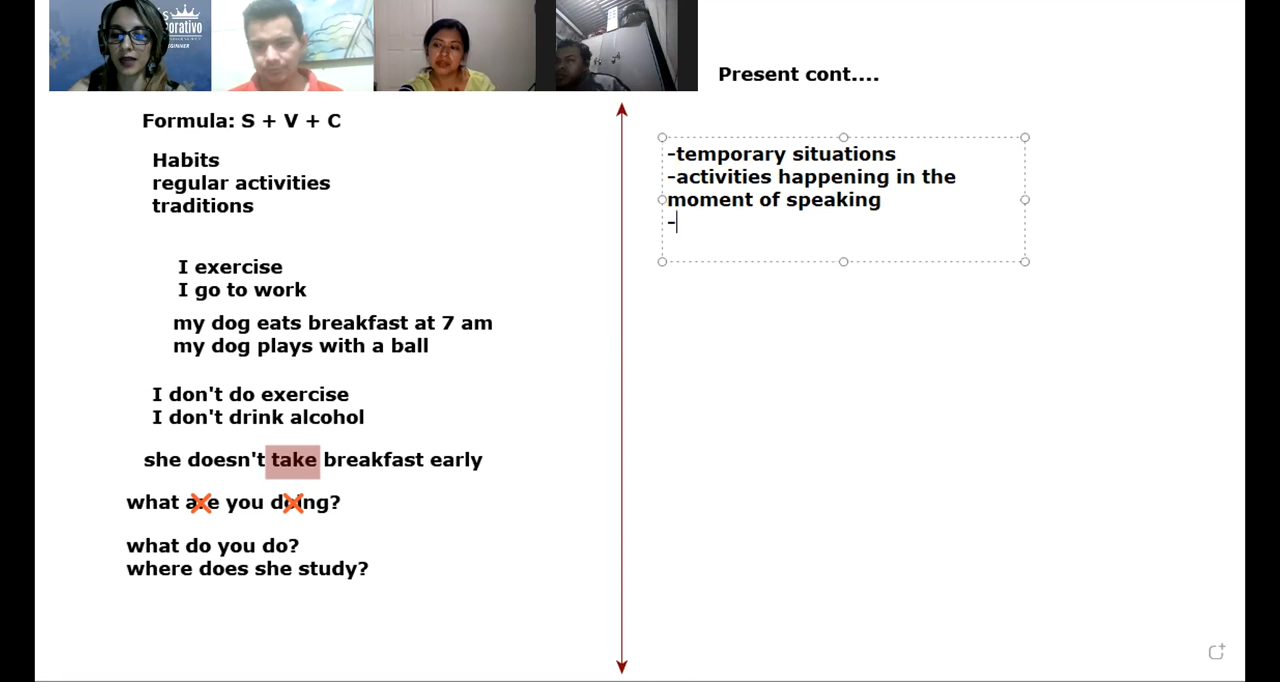 orativo
Present cont....
Formula: S + V + C
Habits
regular activities
traditions
I exercise
I go to work
my dog eats breakfast at 7 am
my dog plays with a ball
I don't do exercise
I don't drink alcohol
she doesn't take breakfast early
what are you doing?
what do you do?
where does she study?
-temporary situations
-activities happening in the
moment of speaking
-